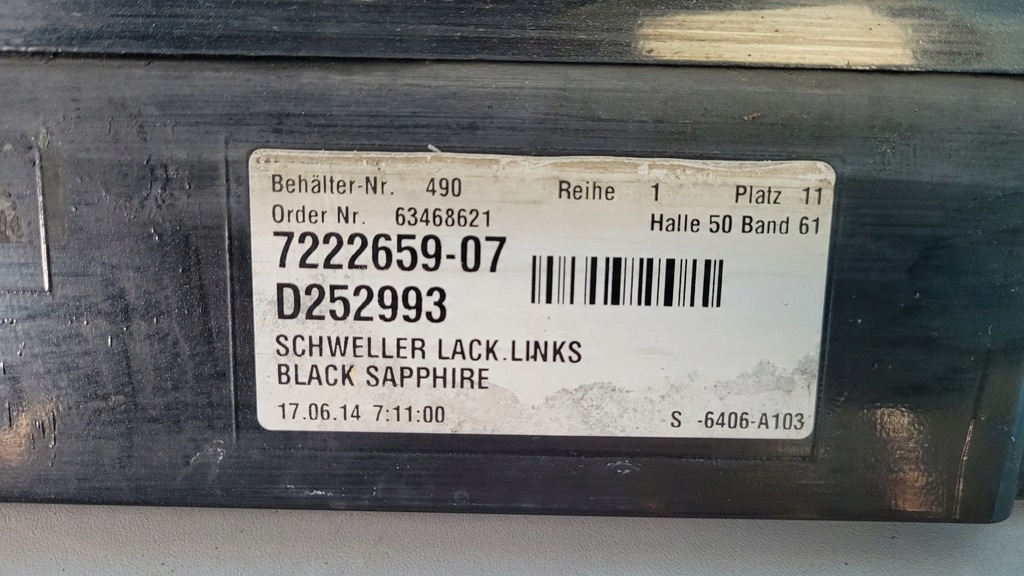 Behälter-Nr. 490 Reihe 1 Platz 11
Order Nr. 63468621 Halle 50 Band 61
7222659-07
D252993
SCHWELLER LACK.LINKS
BLACK SAPPHIRE
17.06.14 7:11:00 S -6406-A103